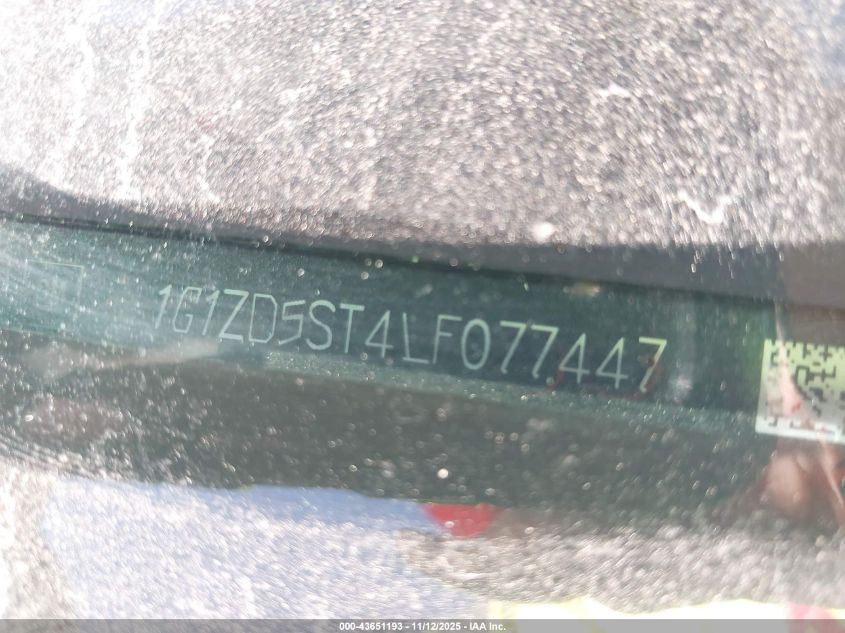 1G1ZD5ST4LF077447
000-43651193 - 11/12/2025 - IAA Inc.